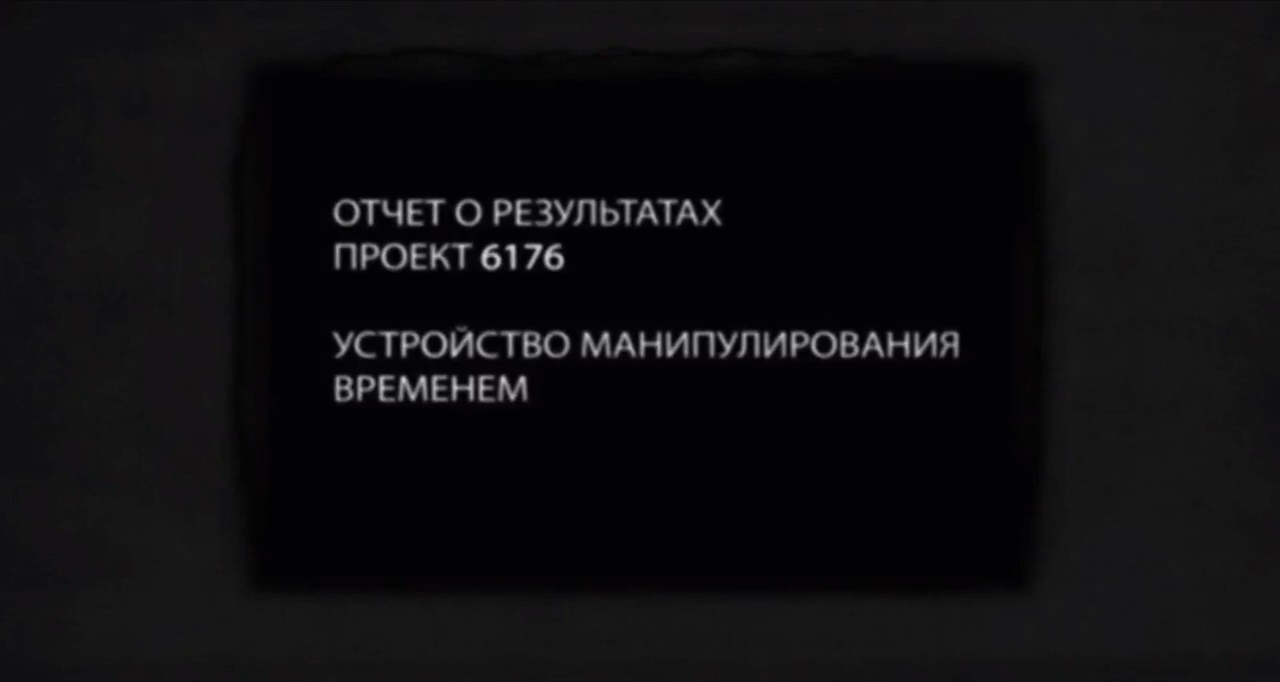 ОТЧЕТ О РЕЗУЛЬТАТАХ
ПРОЕКТ 6176
УСТРОЙСТВО МАНИПУЛИРОВАНИЯ
ВРЕМЕНЕМ